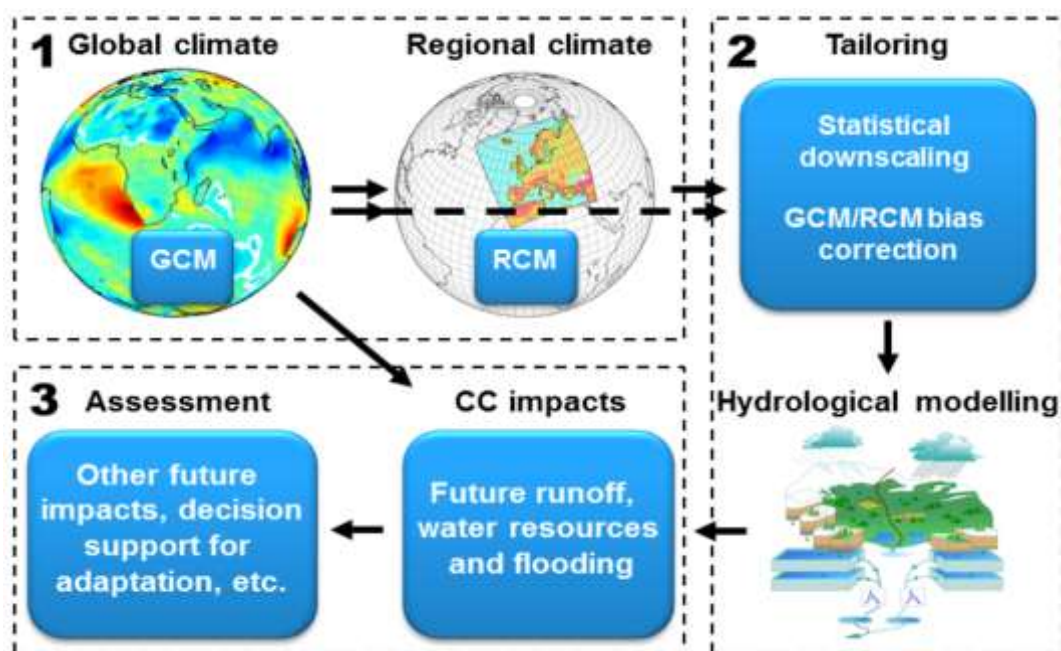 1
Global climate
Regional climate
GCM
RCM
2
Tailoring
Statistical
downscaling
GCM/RCM bias
correction
Hydrological modelling
3
Assessment
CC impacts
Other future
impacts, decision
support for
adaptation, etc.
Future runoff,
water resources
and flooding